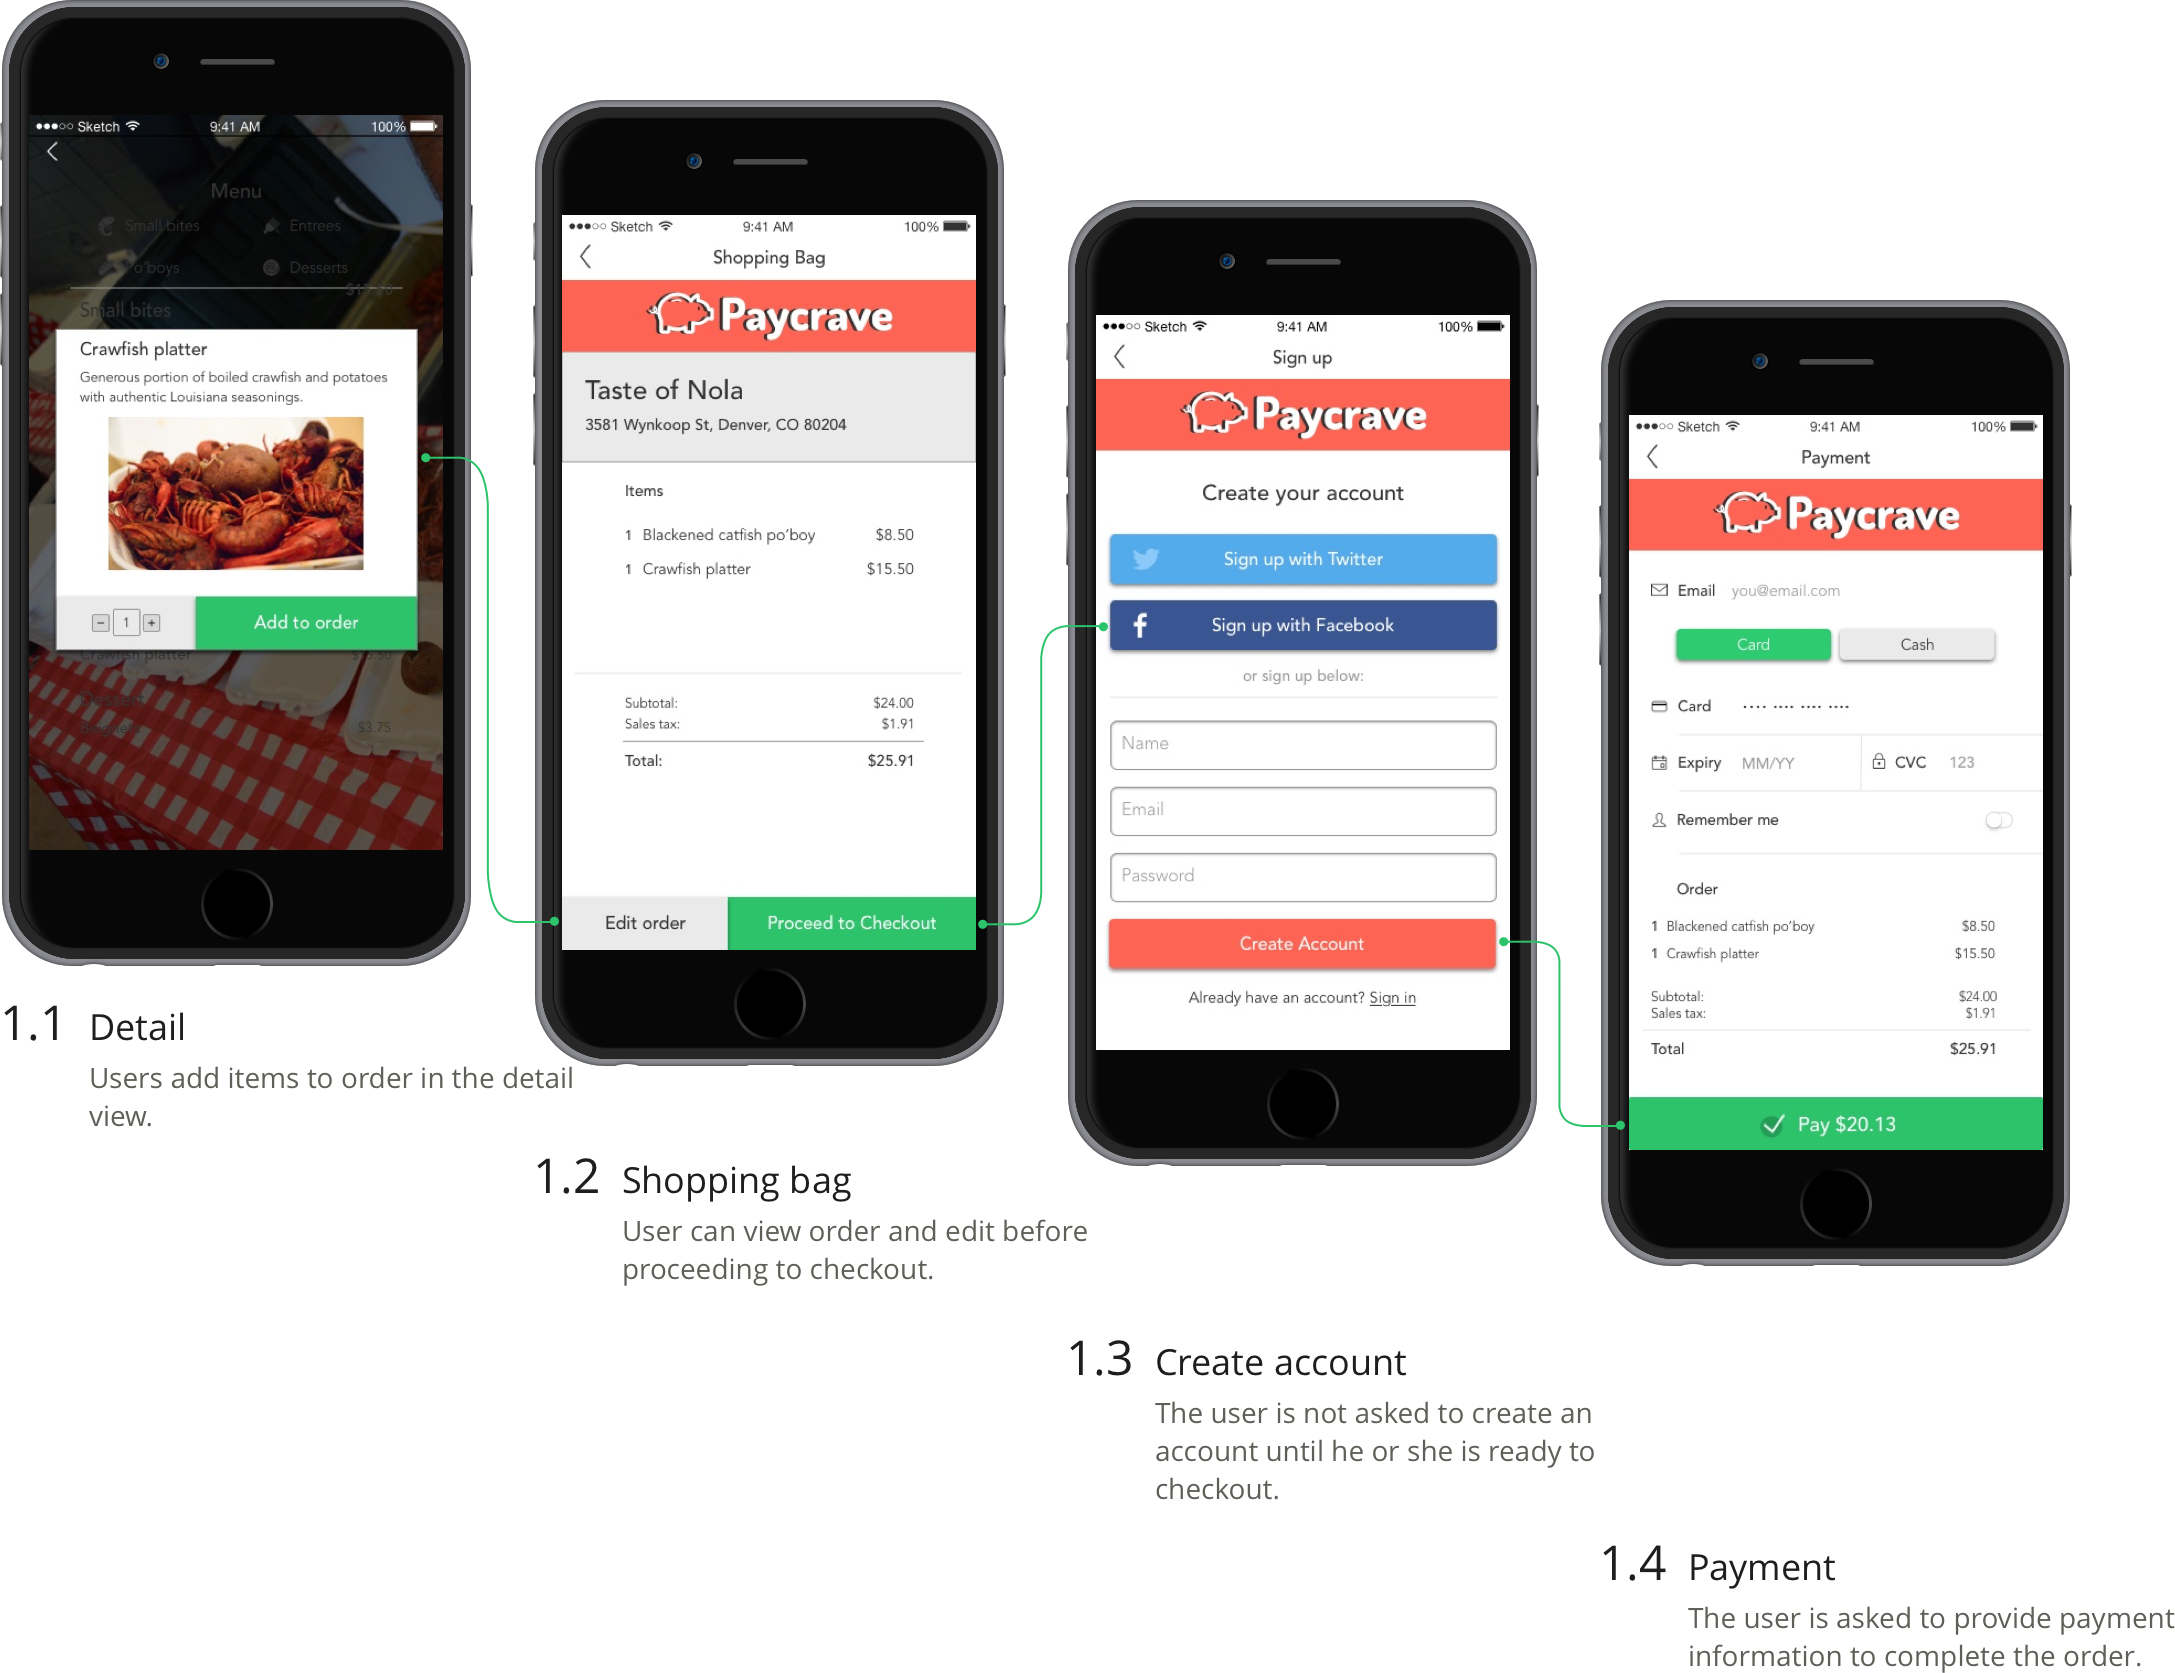 Sketch 9:41 AM 100%
Menu
Small bites Entrees
Po'boys Desserts
Small bites
Crawfish platter
Generous portion of boiled crawfish and potatoes
with authentic Louisiana seasonings.
- 1 + Add to order
Crawfish platter
Dessert
$3.75
1.1 Detail
Users add items to order in the detail
view.
Sketch 9:41 AM 100%
Shopping Bag
Paycrave
Taste of Nola
3581 Wynkoop St, Denver, CO 80204
Items
1 Blackened catfish po'boy $8.50
1 Crawfish platter $15.50
Subtotal: $24.00
Sales tax: $1.91
Total: $25.91
Edit order Proceed to Checkout
1.2 Shopping bag
User can view order and edit before
proceeding to checkout.
Sketch 9:41 AM 100%
Sign up
Paycrave
Create your account
Sign up with Twitter
f Sign up with Facebook
or sign up below:
Name
Email
Password
Create Account
Already have an account? Sign in
1.3 Create account
The user is not asked to create an
account until he or she is ready to
checkout.
Sketch 9:41 AM 100%
Payment
Paycrave
Email you@email.com
Card Cash
Card .... .... .... ....
Expiry MM/YY CVC 123
Remember me
Order
1 Blackened catfish po'boy $8.50
1 Crawfish platter $15.50
Subtotal: $24.00
Sales tax: $1.91
Total $25.91
Pay $20.13
1.4 Payment
The user is asked to provide payment
information to complete the order.